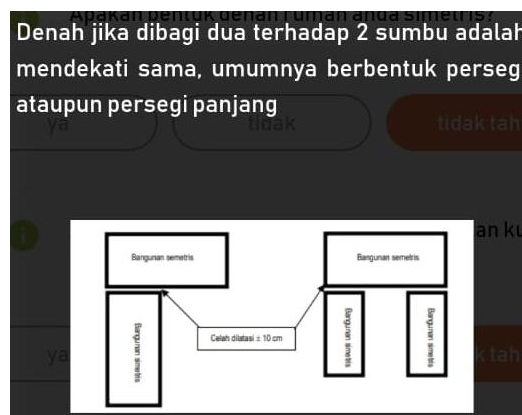 Apakah bentuk denah rumah anda simetris?
Denah jika dibagi dua terhadap 2 sumbu adalah
mendekati sama, umumnya berbentuk perseg
ataupun persegi panjang
ya
tidak
tidak tah
an ku
Bangunan semetris
Bangunan semetris
Bangunan simetris
Celah dilatasi ± 10 cm
Bangunan simetris
Bangunan simetris
ya
k tah